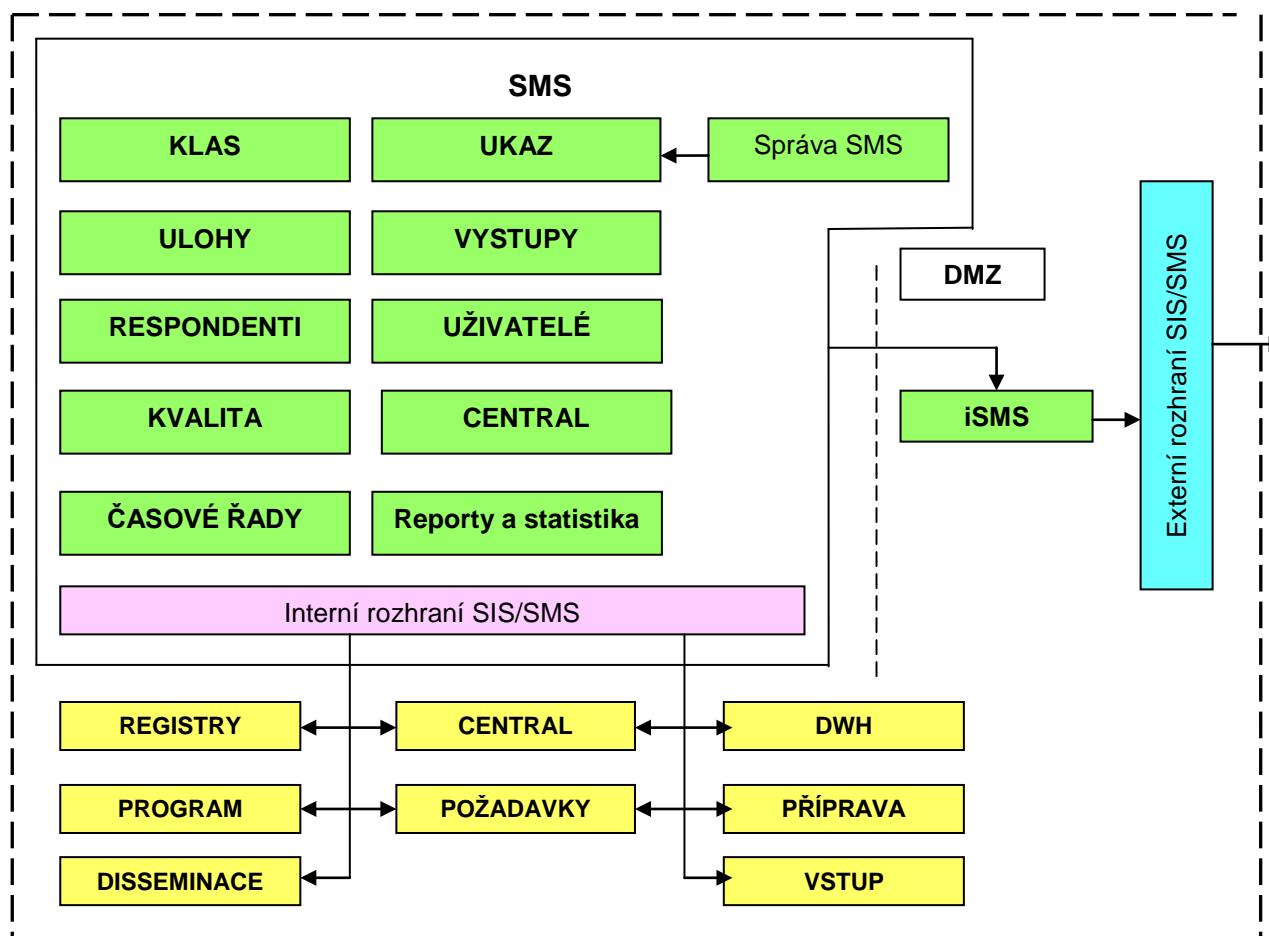 SMS
KLAS
UKAZ
Správa SMS
ULOHY
VYSTUPY
DMZ
RESPONDENTI
UŽIVATELÉ
KVALITA
CENTRAL
iSMS
Externí rozhraní SIS/SMS
ČASOVÉ ŘADY
Reporty a statistika
Interní rozhraní SIS/SMS
REGISTRY
CENTRAL
DWH
PROGRAM
POŽADAVKY
PŘÍPRAVA
DISSEMINACE
VSTUP